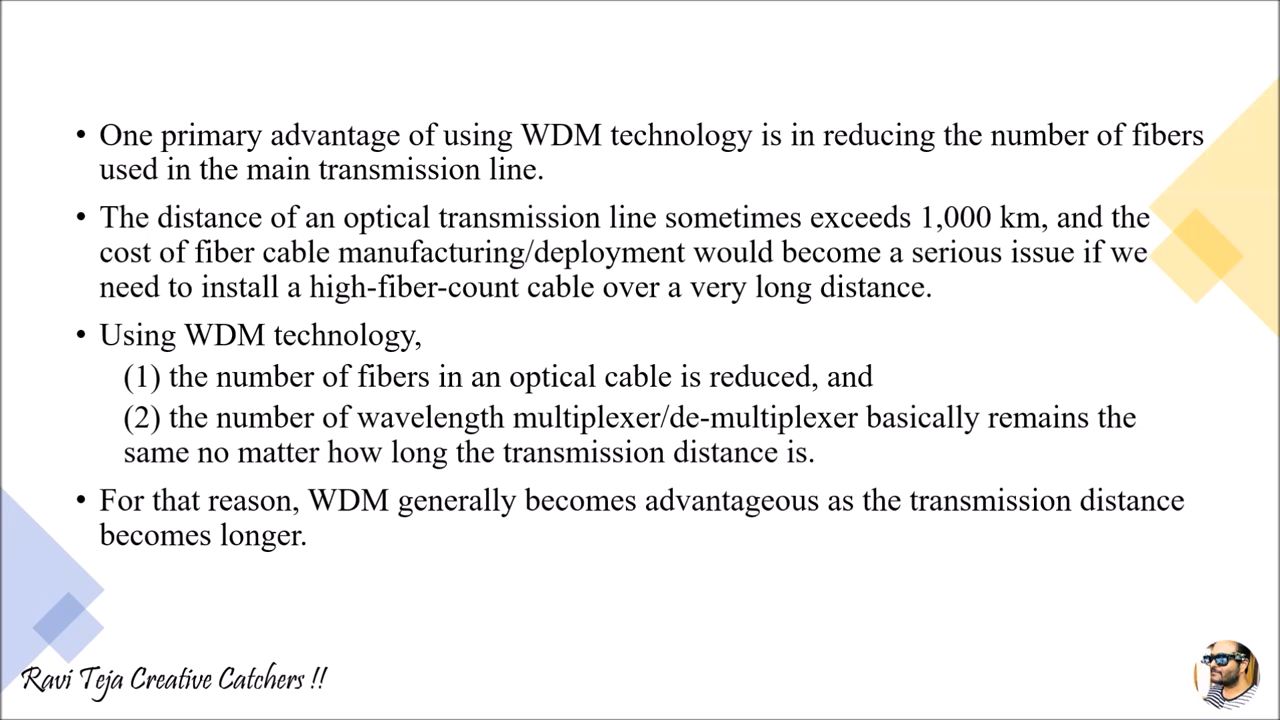 • One primary advantage of using WDM technology is in reducing the number of fibers
used in the main transmission line.
• The distance of an optical transmission line sometimes exceeds 1,000 km, and the
cost of fiber cable manufacturing/deployment would become a serious issue if we
need to install a high-fiber-count cable over a very long distance.
• Using WDM technology,
(1) the number of fibers in an optical cable is reduced, and
(2) the number of wavelength multiplexer/de-multiplexer basically remains the
same no matter how long the transmission distance is.
• For that reason, WDM generally becomes advantageous as the transmission distance
becomes longer.
Ravi Teja Creative Catchers !!